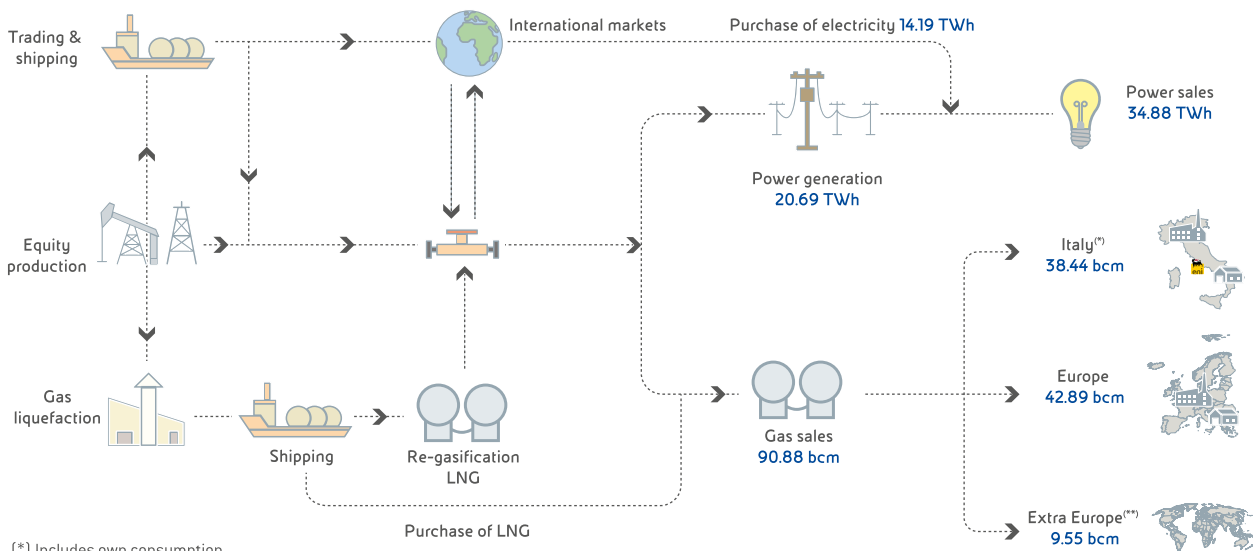 Trading &
shipping
International markets
Purchase of electricity 14.19 TWh
Power sales
34.88 TWh
Power generation
20.69 TWh
Equity
production
Italy(*)
38.44 bcm
eni
Gas
liquefaction
Shipping
Re-gasification
LNG
Gas sales
90.88 bcm
Europe
42.89 bcm
Purchase of LNG
Extra Europe(**)
9.55 bcm
(*) Includes own consumption